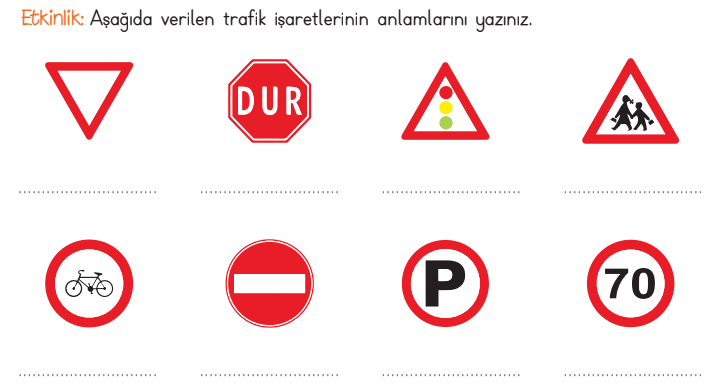 Etkinlik: Aşağıda verilen trafik işaretlerinin anlamlarını yazınız.
DUR
P
70